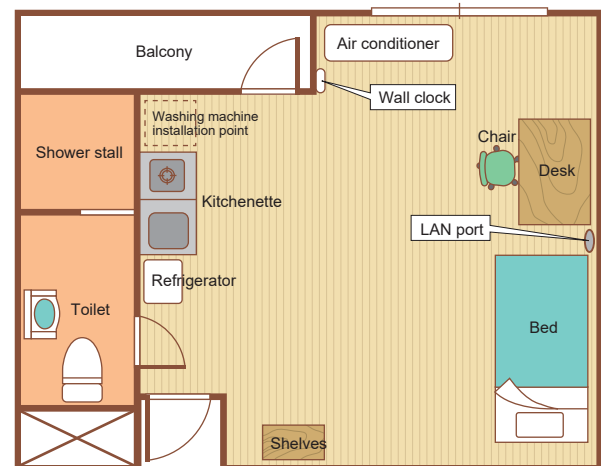 Balcony
Air conditioner
Wall clock
Washing machine
installation point
Shower stall
Chair
Desk
Kitchenette
LAN port
Refrigerator
Toilet
Bed
Shelves